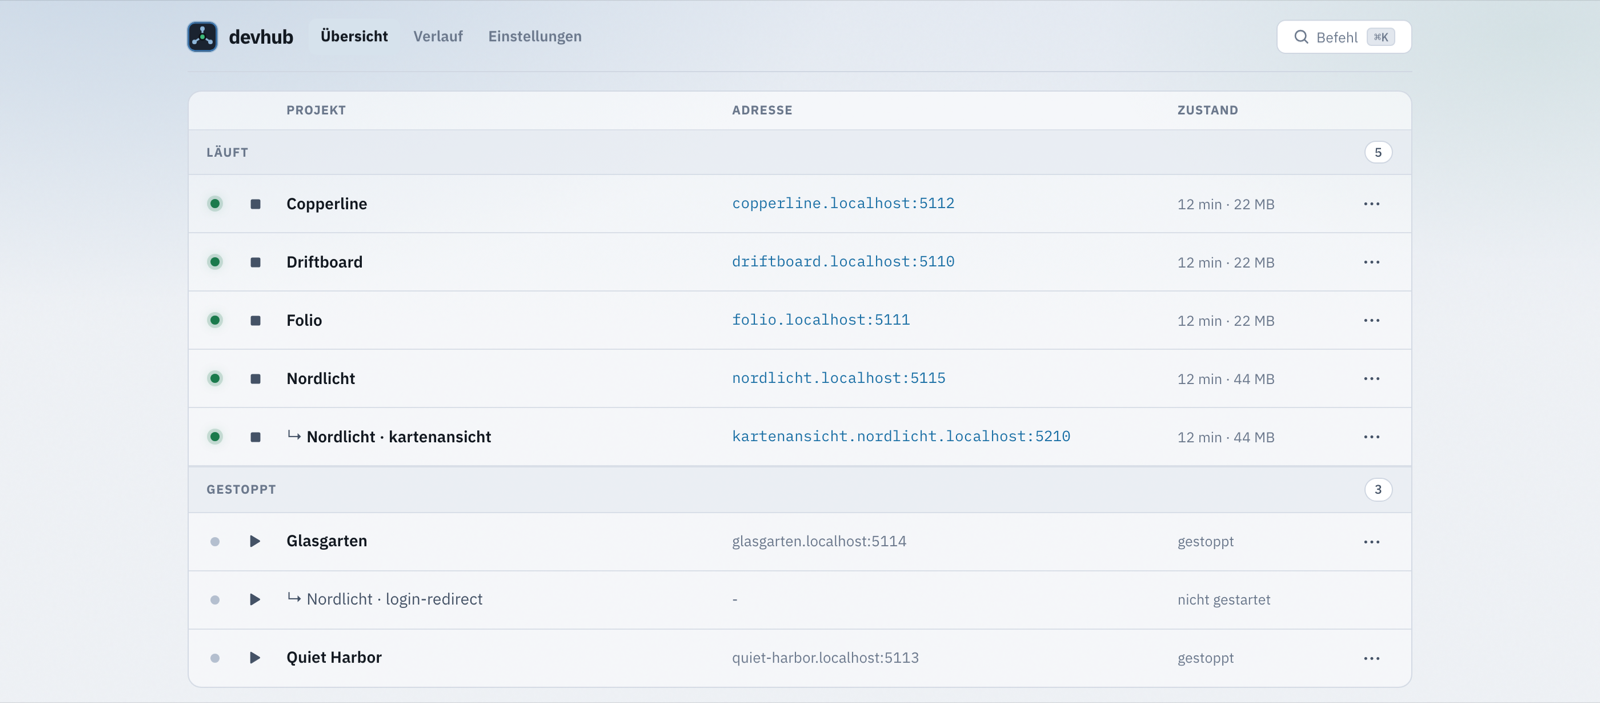 devhub Übersicht Verlauf Einstellungen Befehl ⌘K
PROJEKT ADRESSE ZUSTAND
LÄUFT 5
Copperline copperline.localhost:5112 12 min · 22 MB
Driftboard driftboard.localhost:5110 12 min · 22 MB
Folio folio.localhost:5111 12 min · 22 MB
Nordlicht nordlicht.localhost:5115 12 min · 44 MB
Nordlicht · kartenansicht kartenansicht.nordlicht.localhost:5210 12 min · 44 MB
GESTOPPT 3
Glasgarten glasgarten.localhost:5114 gestoppt
Nordlicht · login-redirect - nicht gestartet
Quiet Harbor quiet-harbor.localhost:5113 gestoppt